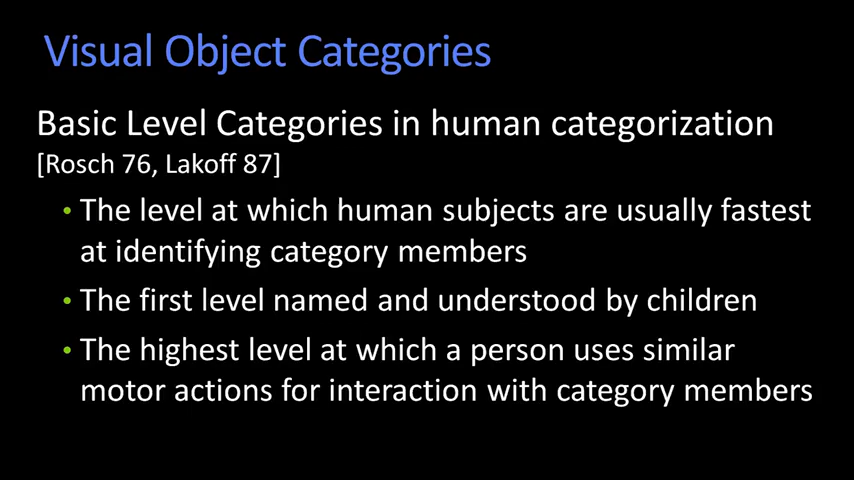 Visual Object Categories
Basic Level Categories in human categorization
[Rosch 76, Lakoff 87]
• The level at which human subjects are usually fastest
at identifying category members
• The first level named and understood by children
• The highest level at which a person uses similar
motor actions for interaction with category members